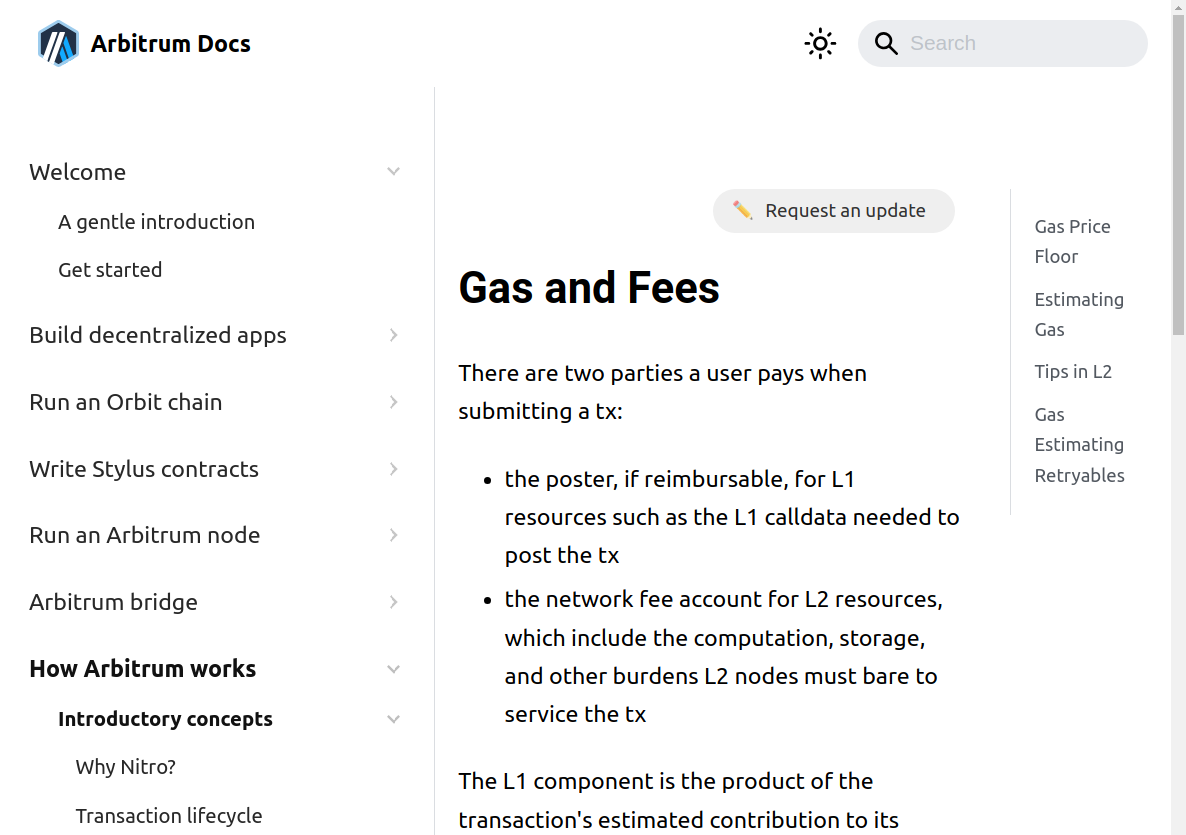 Arbitrum Docs
Search
Welcome
A gentle introduction
Get started
Build decentralized apps
Run an Orbit chain
Write Stylus contracts
Run an Arbitrum node
Arbitrum bridge
How Arbitrum works
Introductory concepts
Why Nitro?
Transaction lifecycle
Request an update
Gas and Fees
There are two parties a user pays when
submitting a tx:
the poster, if reimbursable, for L1
resources such as the L1 calldata needed to
post the tx
the network fee account for L2 resources,
which include the computation, storage,
and other burdens L2 nodes must bare to
service the tx
The L1 component is the product of the
transaction's estimated contribution to its
Gas Price
Floor
Estimating
Gas
Tips in L2
Gas
Estimating
Retryables